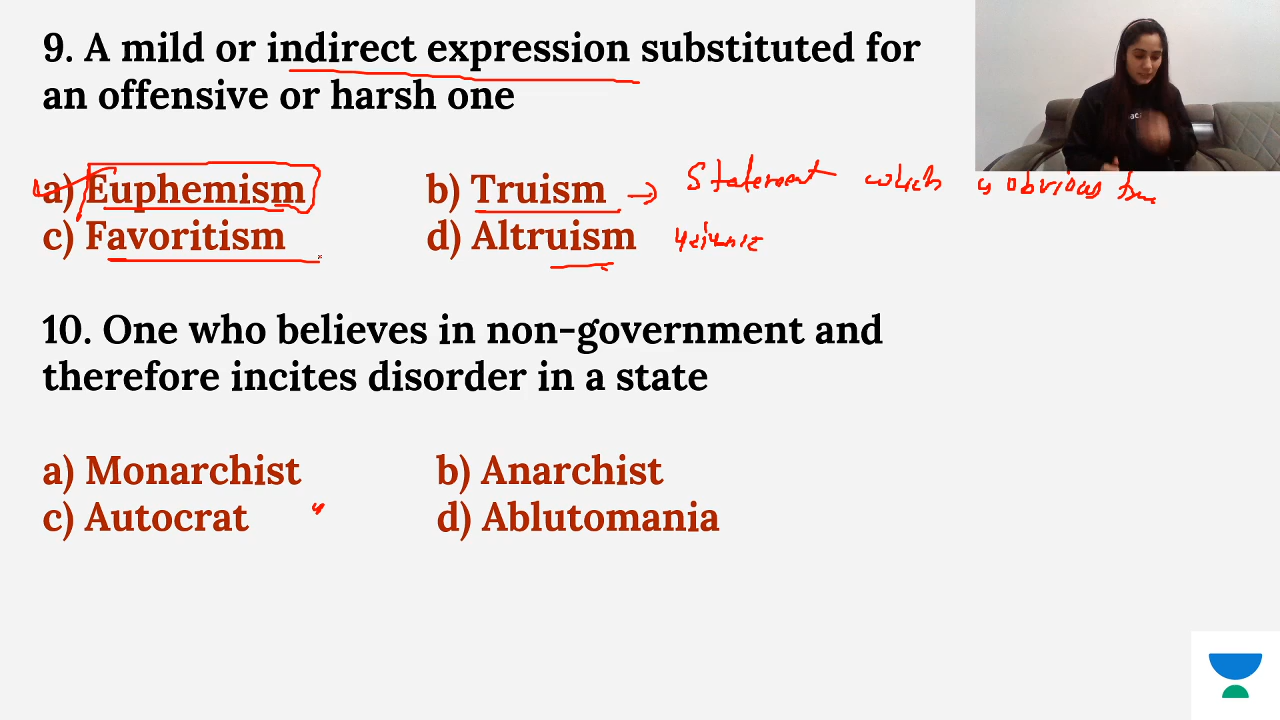 9. A mild or indirect expression substituted for
an offensive or harsh one
a) Euphemism b) Truism → Statement which is obvious true
c) Favoritism d) Altruism
10. One who believes in non-government and
therefore incites disorder in a state
a) Monarchist b) Anarchist
c) Autocrat d) Ablutomania